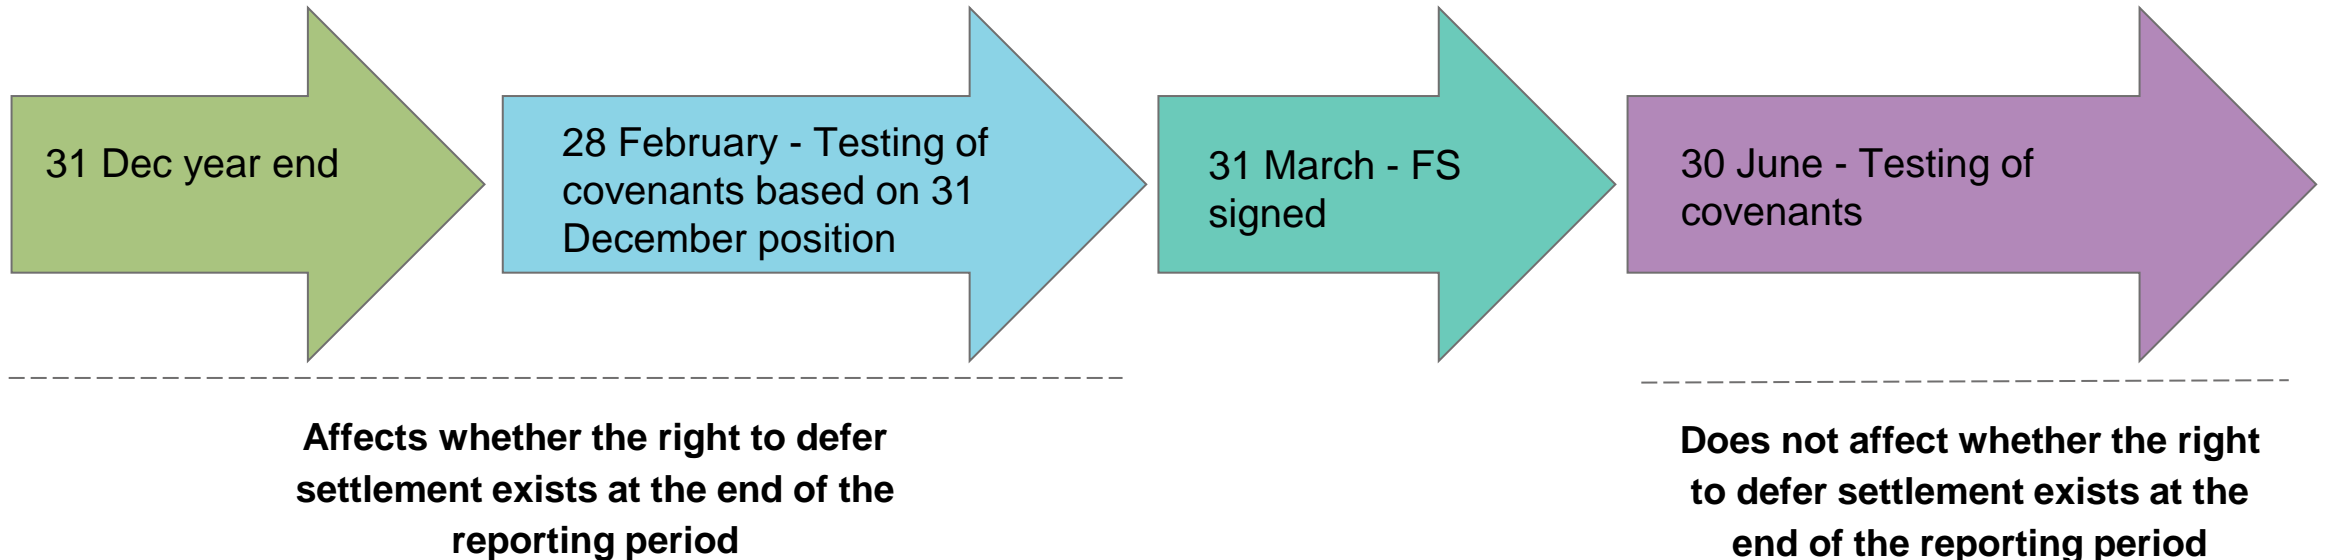 31 Dec year end
28 February - Testing of
covenants based on 31
December position
31 March - FS
signed
30 June - Testing of
covenants
Affects whether the right to defer
settlement exists at the end of the
reporting period
Does not affect whether the right
to defer settlement exists at the
end of the reporting period